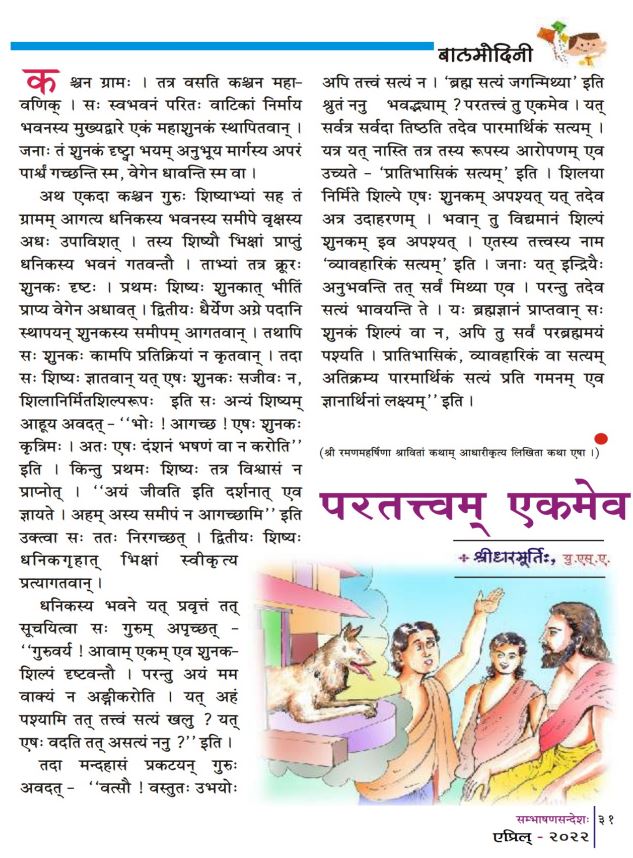 बालमोदिनी
कश्चन ग्रामः । तत्र वसति कश्चन महा-
वणिक् । सः स्वभवनं परितः वाटिकां निर्माय
भवनस्य मुख्यद्वारे एकं महाशुनकं स्थापितवान् ।
जनाः तं शुनकं दृष्ट्वा भयम् अनुभूय मार्गस्य अपरं
पार्श्वं गच्छन्ति स्म, वेगेन धावन्ति स्म वा ।
अथ एकदा कश्चन गुरुः शिष्याभ्यां सह तं
ग्रामम् आगत्य धनिकस्य भवनस्य समीपे वृक्षस्य
अधः उपाविशत् । तस्य शिष्यौ भिक्षां प्राप्तुं
धनिकस्य भवनं गतवन्तौ । ताभ्यां तत्र क्रूरः
शुनकः दृष्टः । प्रथमः शिष्यः शुनकात् भीतिं
प्राप्य वेगेन अधावत् । द्वितीयः धैर्येण अग्रे पदानि
स्थापयन् शुनकस्य समीपम् आगतवान् । तथापि
सः शुनकः कामपि प्रतिक्रियां न कृतवान् । तदा
सः शिष्यः ज्ञातवान् यत् एषः शुनकः सजीवः न,
शिलानिर्मितशिल्परूपः इति सः अन्यं शिष्यम्
आहूय अवदत् – ‘‘भोः ! आगच्छ ! एषः शुनकः
कृत्रिमः । अतः एषः दंशनं भषणं वा न करोति’’
इति । किन्तु प्रथमः शिष्यः तत्र विश्वासं न
प्राप्नोत् । ‘‘अयं जीवति इति दर्शनात् एव
ज्ञायते । अहम् अस्य समीपं न आगच्छामि’’ इति
उक्त्वा सः ततः निरगच्छत् । द्वितीयः शिष्यः
धनिकगृहात् भिक्षां स्वीकृत्य
प्रत्यागतवान् ।
धनिकस्य भवने यत् प्रवृत्तं तत्
सूचयित्वा सः गुरुम् अपृच्छत् –
‘‘गुरुवर्य ! आवाम् एकम् एव शुनक-
शिल्पं दृष्टवन्तौ । परन्तु अयं मम
वाक्यं न अङ्गीकरोति । यत् अहं
पश्यामि तत् तत्त्वं सत्यं खलु ? यत्
एषः वदति तत् असत्यं ननु ?’’ इति ।
तदा मन्दहासं प्रकटयन् गुरुः
अवदत् – ‘‘वत्सौ ! वस्तुतः उभयोः
अपि तत्त्वं सत्यं न । ‘ब्रह्म सत्यं जगन्मिथ्या’ इति
श्रुतं ननु भवद्भ्याम् ? परतत्त्वं तु एकमेव । यत्
सर्वत्र सर्वदा तिष्ठति तदेव पारमार्थिकं सत्यम् ।
यत्र यत् नास्ति तत्र तस्य रूपस्य आरोपणम् एव
उच्यते – ‘प्रातिभासिकं सत्यम्’ इति । शिलया
निर्मिते शिल्पे एषः शुनकम् अपश्यत् यत् तदेव
अत्र उदाहरणम् । भवान् तु विद्यमानं शिल्पं
शुनकम् इव अपश्यत् । एतस्य तत्त्वस्य नाम
‘व्यावहारिकं सत्यम्’ इति । जनाः यत् इन्द्रियैः
अनुभवन्ति तत् सर्वं मिथ्या एव । परन्तु तदेव
सत्यं भावयन्ति ते । यः ब्रह्मज्ञानं प्राप्तवान् सः
शुनकं शिल्पं वा न, अपि तु सर्वं परब्रह्ममयं
पश्यति । प्रातिभासिकं, व्यावहारिकं वा सत्यम्
अतिक्रम्य पारमार्थिकं सत्यं प्रति गमनम् एव
ज्ञानार्थिनां लक्ष्यम्’’ इति ।
(श्री रमणमहर्षिणा श्रावितां कथाम् आधारीकृत्य लिखिता कथा एषा ।)
परतत्त्वम् एकमेव
+ श्रीधरमूर्तिः, यु.एस्.ए.
सम्भाषणसन्देशः ३१
एप्रिल् - २०२२